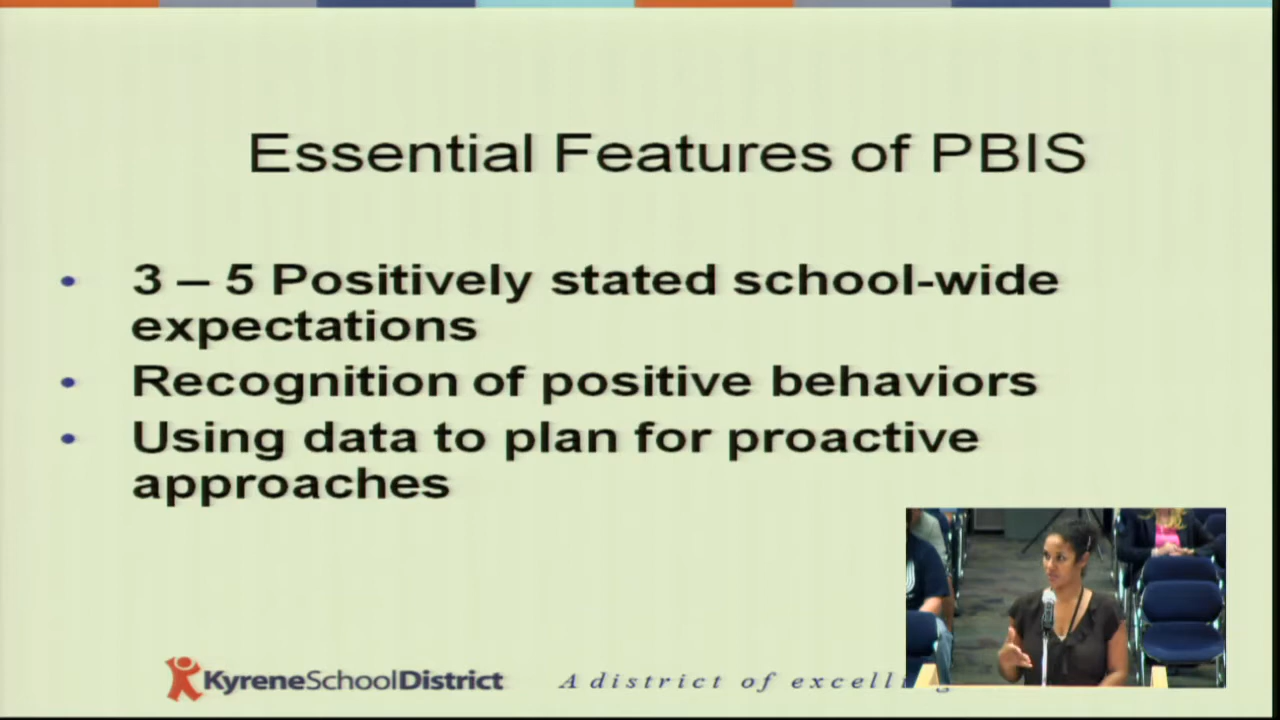 Essential Features of PBIS
• 3 – 5 Positively stated school-wide
expectations
• Recognition of positive behaviors
• Using data to plan for proactive
approaches
KyreneSchoolDistrict
A district of